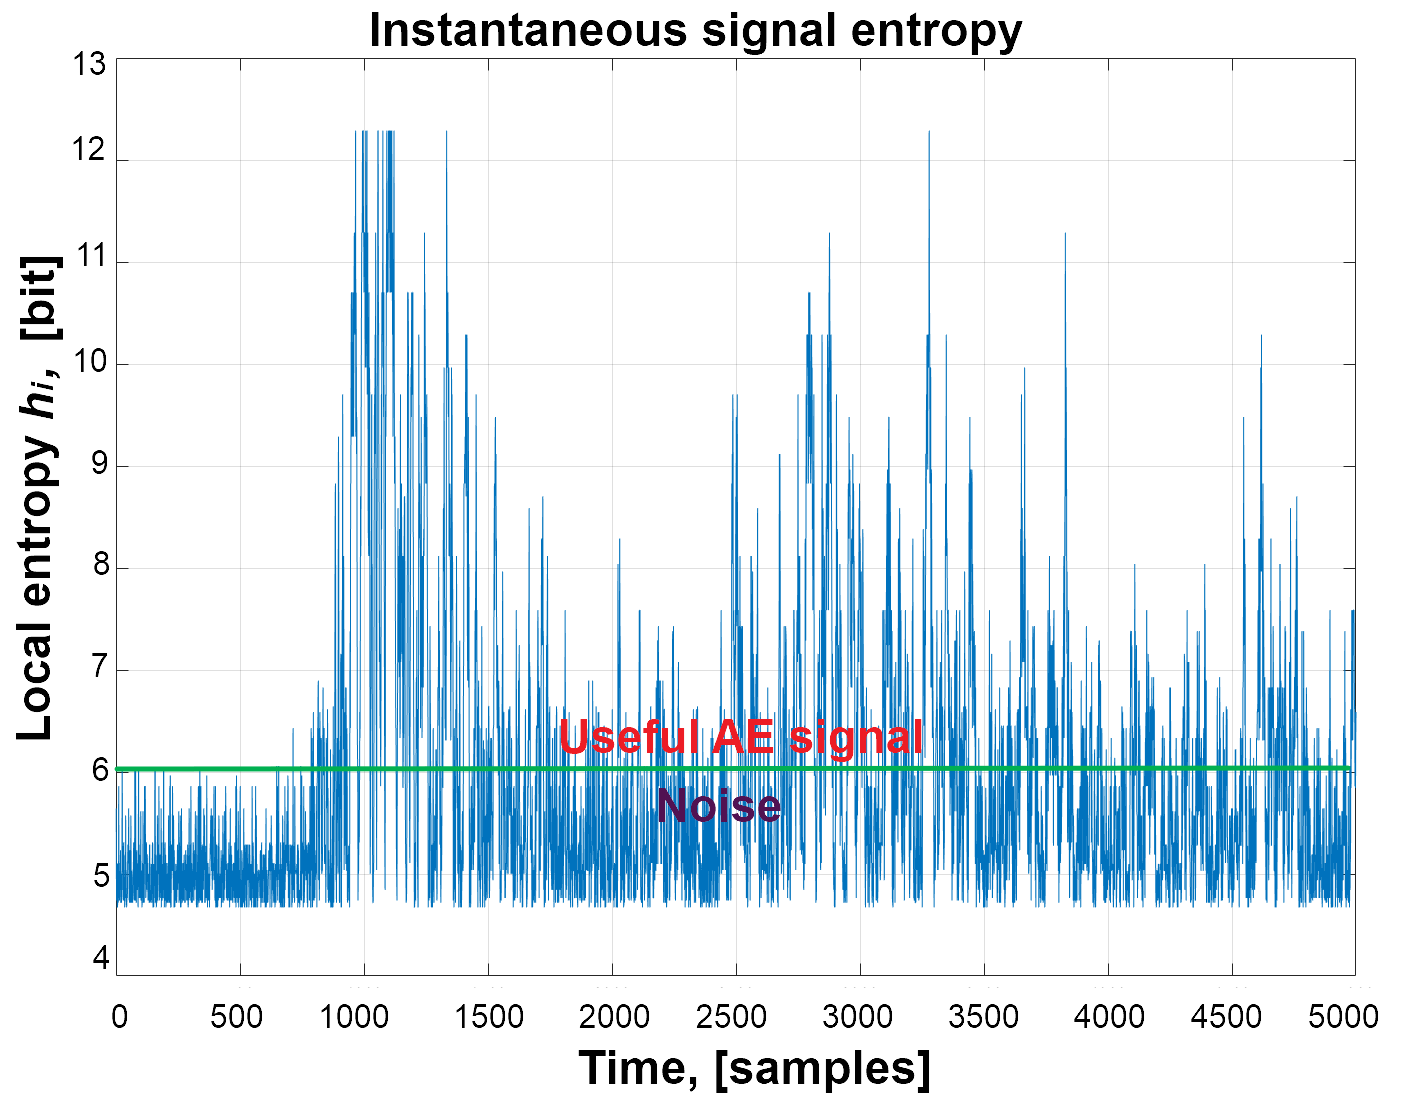 Instantaneous signal entropy
13
12
11
10
9
8
7
6
5
4
Local entropy hᵢ, [bit]
Useful AE signal
Noise
0 500 1000 1500 2000 2500 3000 3500 4000 4500 5000
Time, [samples]